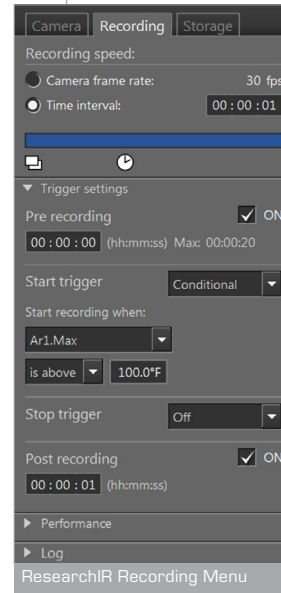 Camera Recording Storage
Recording speed:
Camera frame rate: 30 fps
Time interval: 00 : 00 : 01
Trigger settings
Pre recording ON
00 : 00 : 00 (hh:mm:ss) Max: 00:00:20
Start trigger Conditional
Start recording when:
Ar1.Max
is above 100.0°F
Stop trigger Off
Post recording ON
00 : 00 : 01 (hh:mm:ss)
Performance
Log
ResearchIR Recording Menu